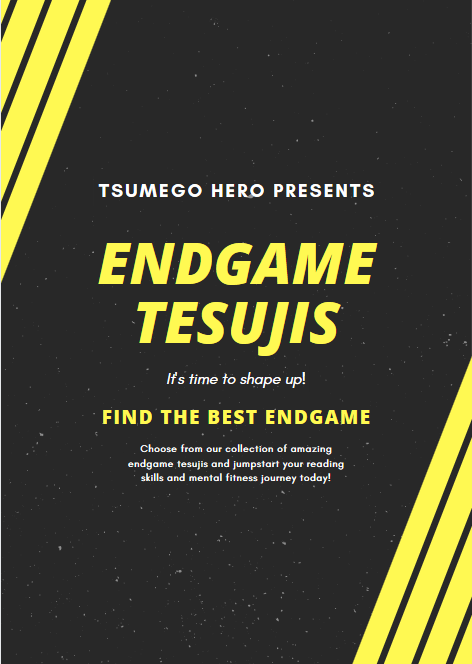 TSUMEGO HERO PRESENTS
ENDGAME
TESUJIS
It's time to shape up!
FIND THE BEST ENDGAME
Choose from our collection of amazing
endgame tesujis and jumpstart your reading
skills and mental fitness journey today!